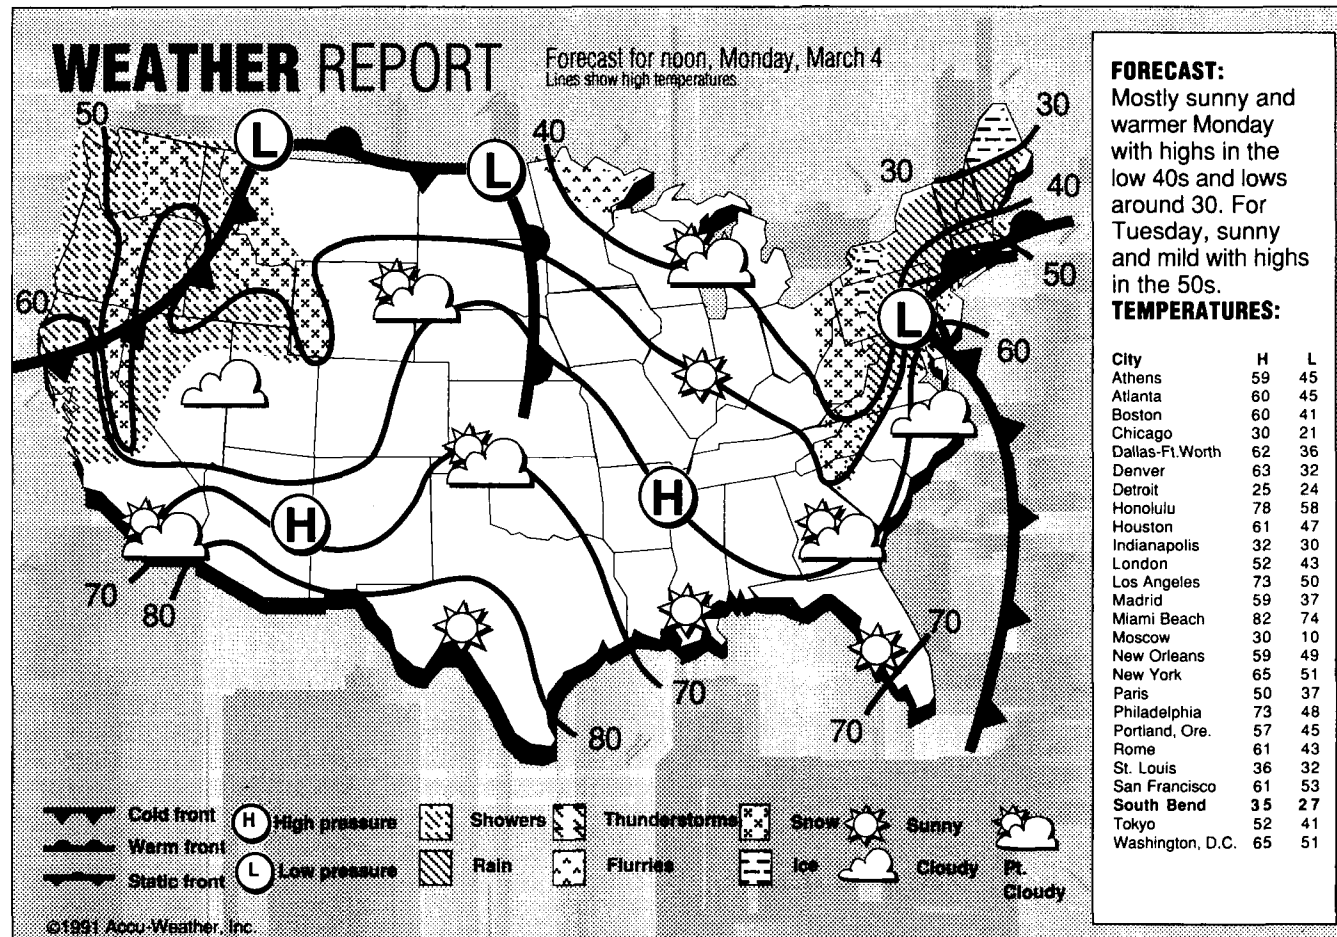 WEATHER REPORT
Forecast for noon, Monday, March 4
Lines show high temperatures.
50
L
L
40
30
30
40
50
60
L
60
H
H
70
80
70
80
70
70
Cold front
Warm front
Static front
H High pressure
L Low pressure
Showers
Rain
Thunderstorms
Flurries
Snow
Ice
Sunny
Cloudy
Pt.
Cloudy
©1991 Accu-Weather, Inc.
FORECAST:
Mostly sunny and
warmer Monday
with highs in the
low 40s and lows
around 30. For
Tuesday, sunny
and mild with highs
in the 50s.
TEMPERATURES:
City H L
Athens 59 45
Atlanta 60 45
Boston 60 41
Chicago 30 21
Dallas-Ft.Worth 62 36
Denver 63 32
Detroit 25 24
Honolulu 78 58
Houston 61 47
Indianapolis 32 30
London 52 43
Los Angeles 73 50
Madrid 59 37
Miami Beach 82 74
Moscow 30 10
New Orleans 59 49
New York 65 51
Paris 50 37
Philadelphia 73 48
Portland, Ore. 57 45
Rome 61 43
St. Louis 36 32
San Francisco 61 53
South Bend 35 27
Tokyo 52 41
Washington, D.C. 65 51